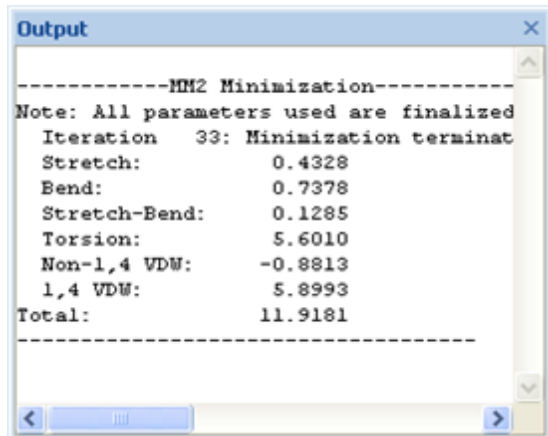 Output
------------MM2 Minimization-----------
Note: All parameters used are finalized
Iteration 33: Minimization terminat
Stretch: 0.4328
Bend: 0.7378
Stretch-Bend: 0.1285
Torsion: 5.6010
Non-1,4 VDW: -0.8813
1,4 VDW: 5.8993
Total: 11.9181
------------------------------------